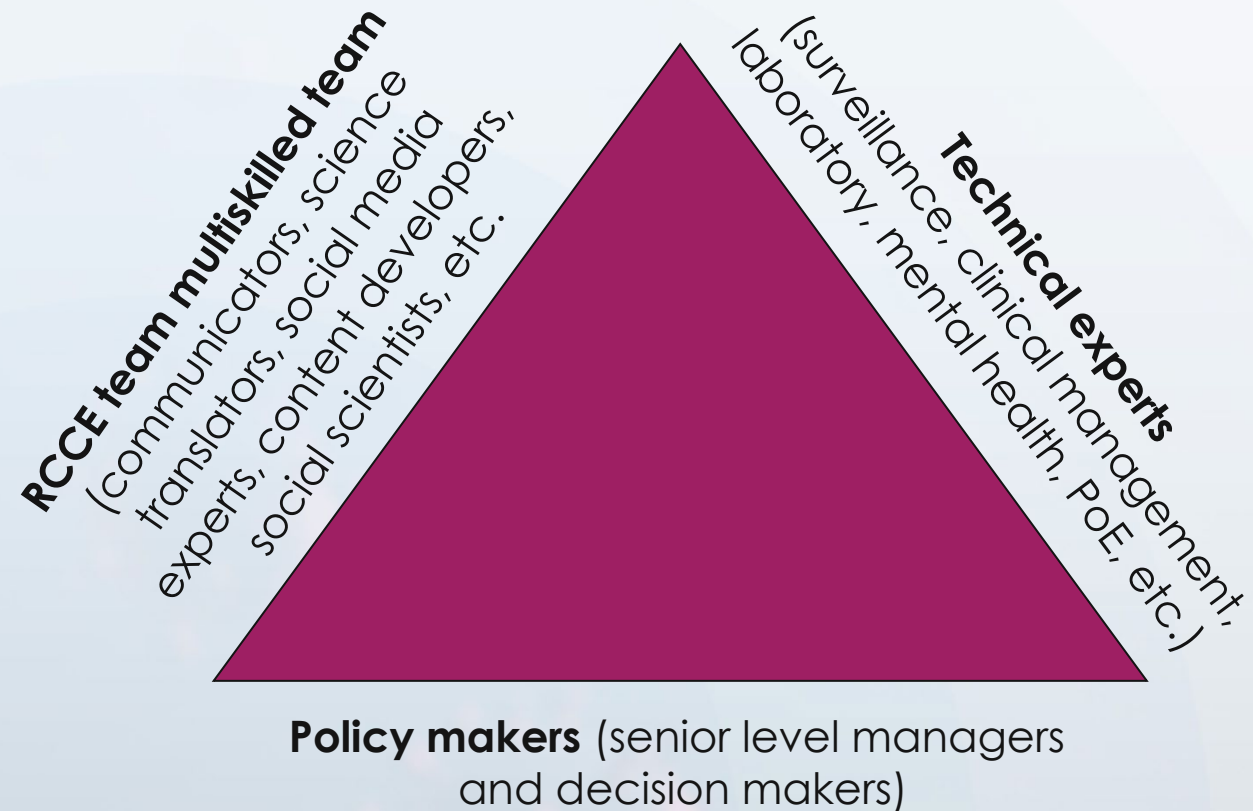 RCCE team multiskilled team
(communicators, science
translators, social media
experts, content developers,
social scientists, etc.
Technical experts
(surveillance, clinical management,
laboratory, mental health, PoE, etc.)
Policy makers (senior level managers
and decision makers)